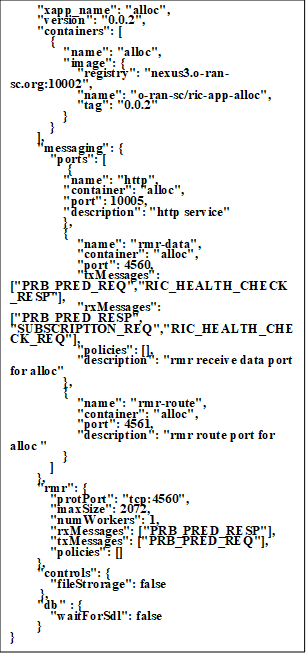 "xapp_name": "alloc",
"version": "0.0.2",
"containers": [
{
"name": "alloc",
"image": {
"registry": "nexus3.o-ran-
sc.org:10002",
"name": "o-ran-sc/ric-app-alloc",
"tag": "0.0.2"
}
}
],
"messaging": {
"ports": [
{
"name": "http",
"container": "alloc",
"port": 10005,
"description": "http service"
},
{
"name": "rmr-data",
"container": "alloc",
"port": 4560,
"txMessages":
["PRB_PRED_REQ","RIC_HEALTH_CHECK
_RESP"],
"rxMessages":
["PRB_PRED_RESP",
"SUBSCRIPTION_REQ","RIC_HEALTH_CHE
CK_REQ"],
"policies": [],
"description": "rmr receive data port
for alloc"
},
{
"name": "rmr-route",
"container": "alloc",
"port": 4561,
"description": "rmr route port for
alloc "
}
]
},
"rmr": {
"protPort": "tcp:4560",
"maxSize": 2072,
"numWorkers": 1,
"rxMessages": ["PRB_PRED_RESP"],
"txMessages": ["PRB_PRED_REQ"],
"policies": []
},
"controls": {
"fileStrorage": false
},
"db" : {
"waitForSdl": false
}
}